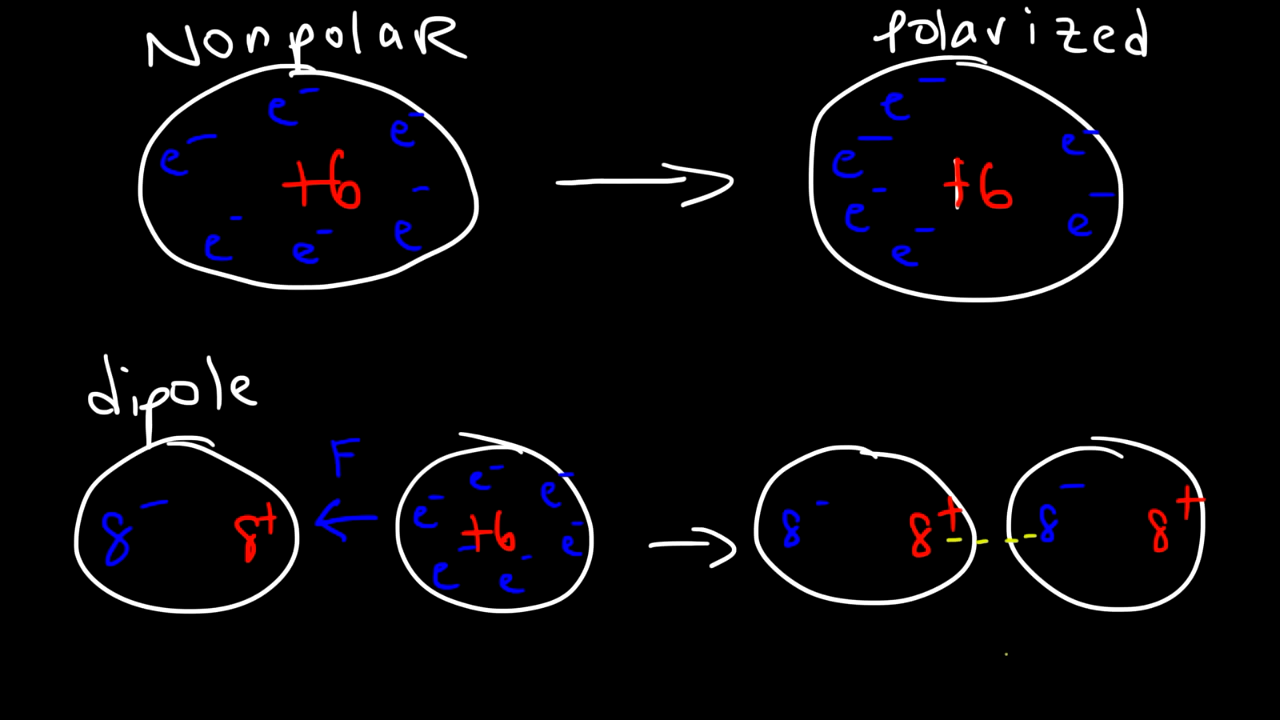 Nonpolar
polarized
e⁻ e⁻ e⁻ +6 e⁻ e⁻ e⁻
e⁻ e⁻ e⁻ +6 e⁻ e⁻ e⁻
dipole
δ⁻ δ⁺ F e⁻ e⁻ e⁻ +6 e⁻ e⁻ e⁻
δ⁻ δ⁺ δ⁻ δ⁺